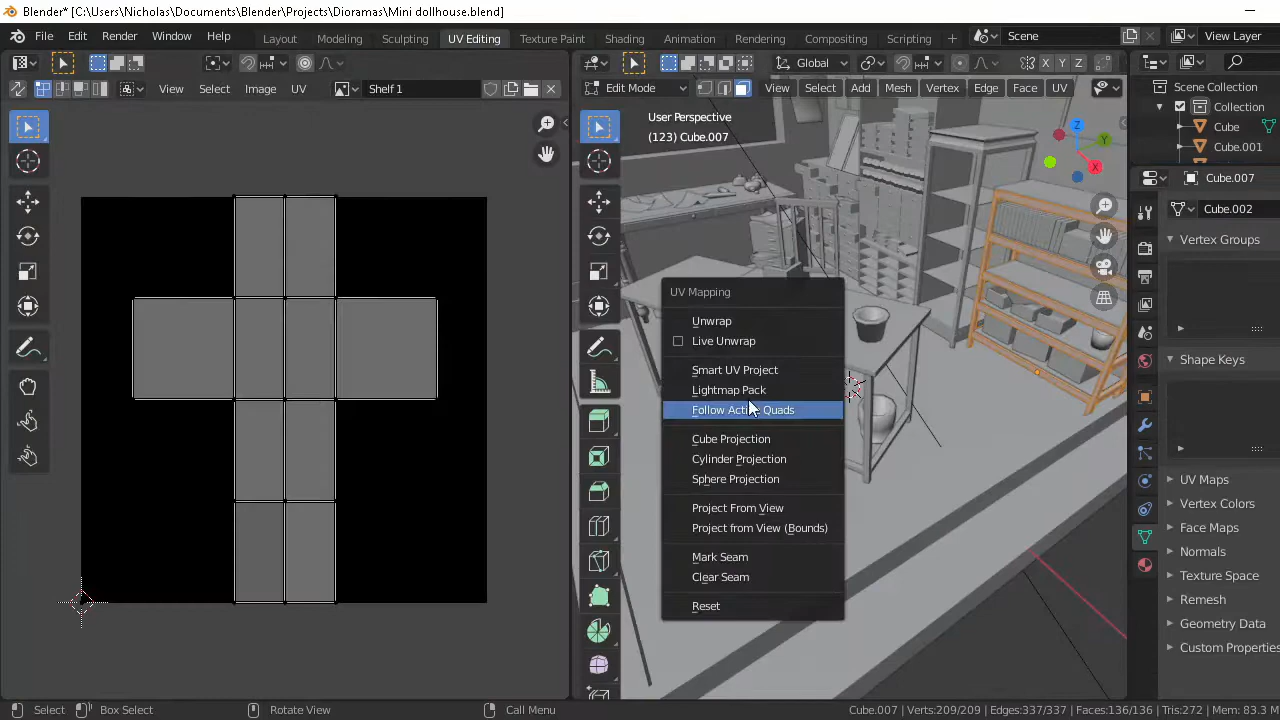 Blender* [C:\Users\Nicholas\Documents\Blender\Projects\Dioramas\Mini dollhouse.blend]
File Edit Render Window Help
Layout Modeling Sculpting UV Editing Texture Paint Shading Animation Rendering Compositing Scripting
Scene
View Layer
View Select Image UV
Shelf 1
Global
X Y Z
Edit Mode
View Select Add Mesh Vertex Edge Face UV
User Perspective
(123) Cube.007
Z
Y
X
UV Mapping
Unwrap
Live Unwrap
Smart UV Project
Lightmap Pack
Follow Quads
Cube Projection
Cylinder Projection
Sphere Projection
Project From View
Project from View (Bounds)
Mark Seam
Clear Seam
Reset
Scene Collection
Collection
Cube
Cube.001
Cube.007
Cube.002
Vertex Groups
Shape Keys
UV Maps
Vertex Colors
Face Maps
Normals
Texture Space
Remesh
Geometry Data
Custom Properties
Select Box Select Rotate View Call Menu
Cube.007 | Verts:209/209 | Edges:337/337 | Faces:136/136 | Tris:272 | Mem: 83.3 M